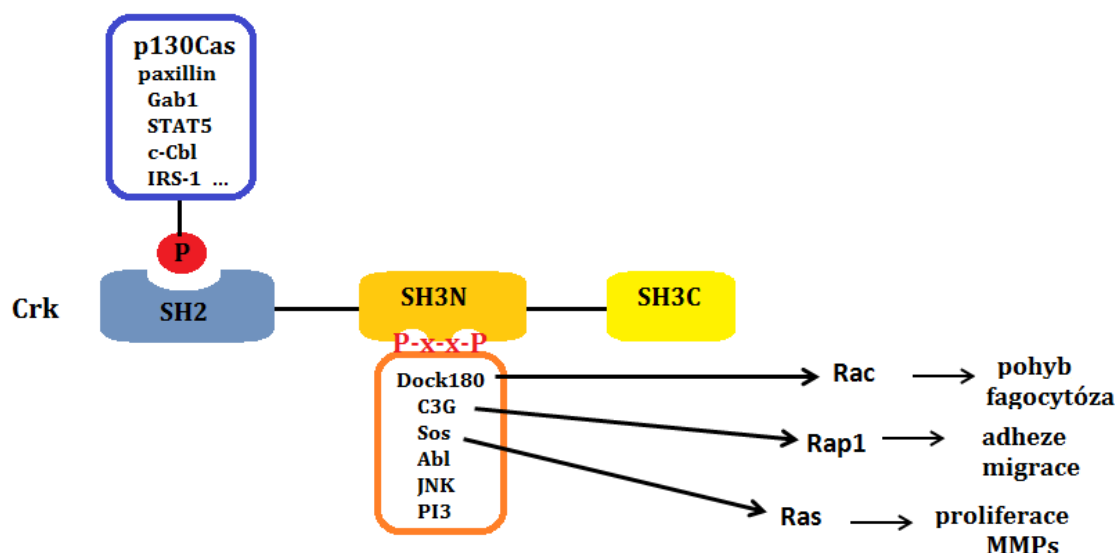 p130Cas
paxillin
Gab1
STAT5
c-Cbl
IRS-1 ...
P
Crk
SH2
SH3N
SH3C
P-x-x-P
Dock180
C3G
Sos
Abl
JNK
PI3
Rac
pohyb
fagocytóza
Rap1
adheze
migrace
Ras
proliferace
MMPs